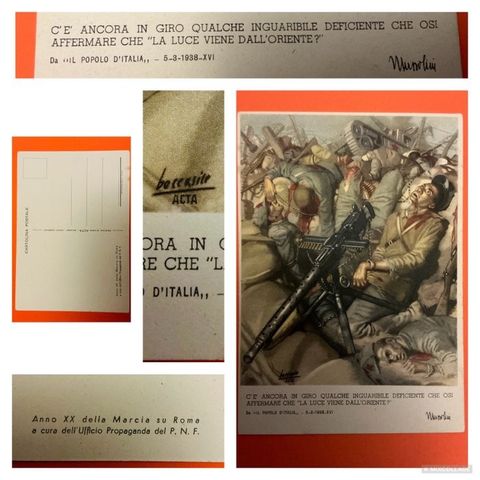 C'E' ANCORA IN GIRO QUALCHE INGUARIBILE DEFICIENTE CHE OSI
AFFERMARE CHE "LA LUCE VIENE DALL'ORIENTE?"
Da ,,IL POPOLO D'ITALIA,, – 5-3-1938-XVI
Mussolini
CARTOLINA POSTALE
boccasile
ACTA
ORA IN G
RE CHE "L
D'ITALIA,, –
C'E' ANCORA IN GIRO QUALCHE INGUARIBILE DEFICIENTE CHE OSI
AFFERMARE CHE "LA LUCE VIENE DALL'ORIENTE?"
Da ,,IL POPOLO D'ITALIA,, – 5-3-1938-XVI
Mussolini
Anno XX della Marcia su Roma
a cura dell'Ufficio Propaganda del P. N. F.